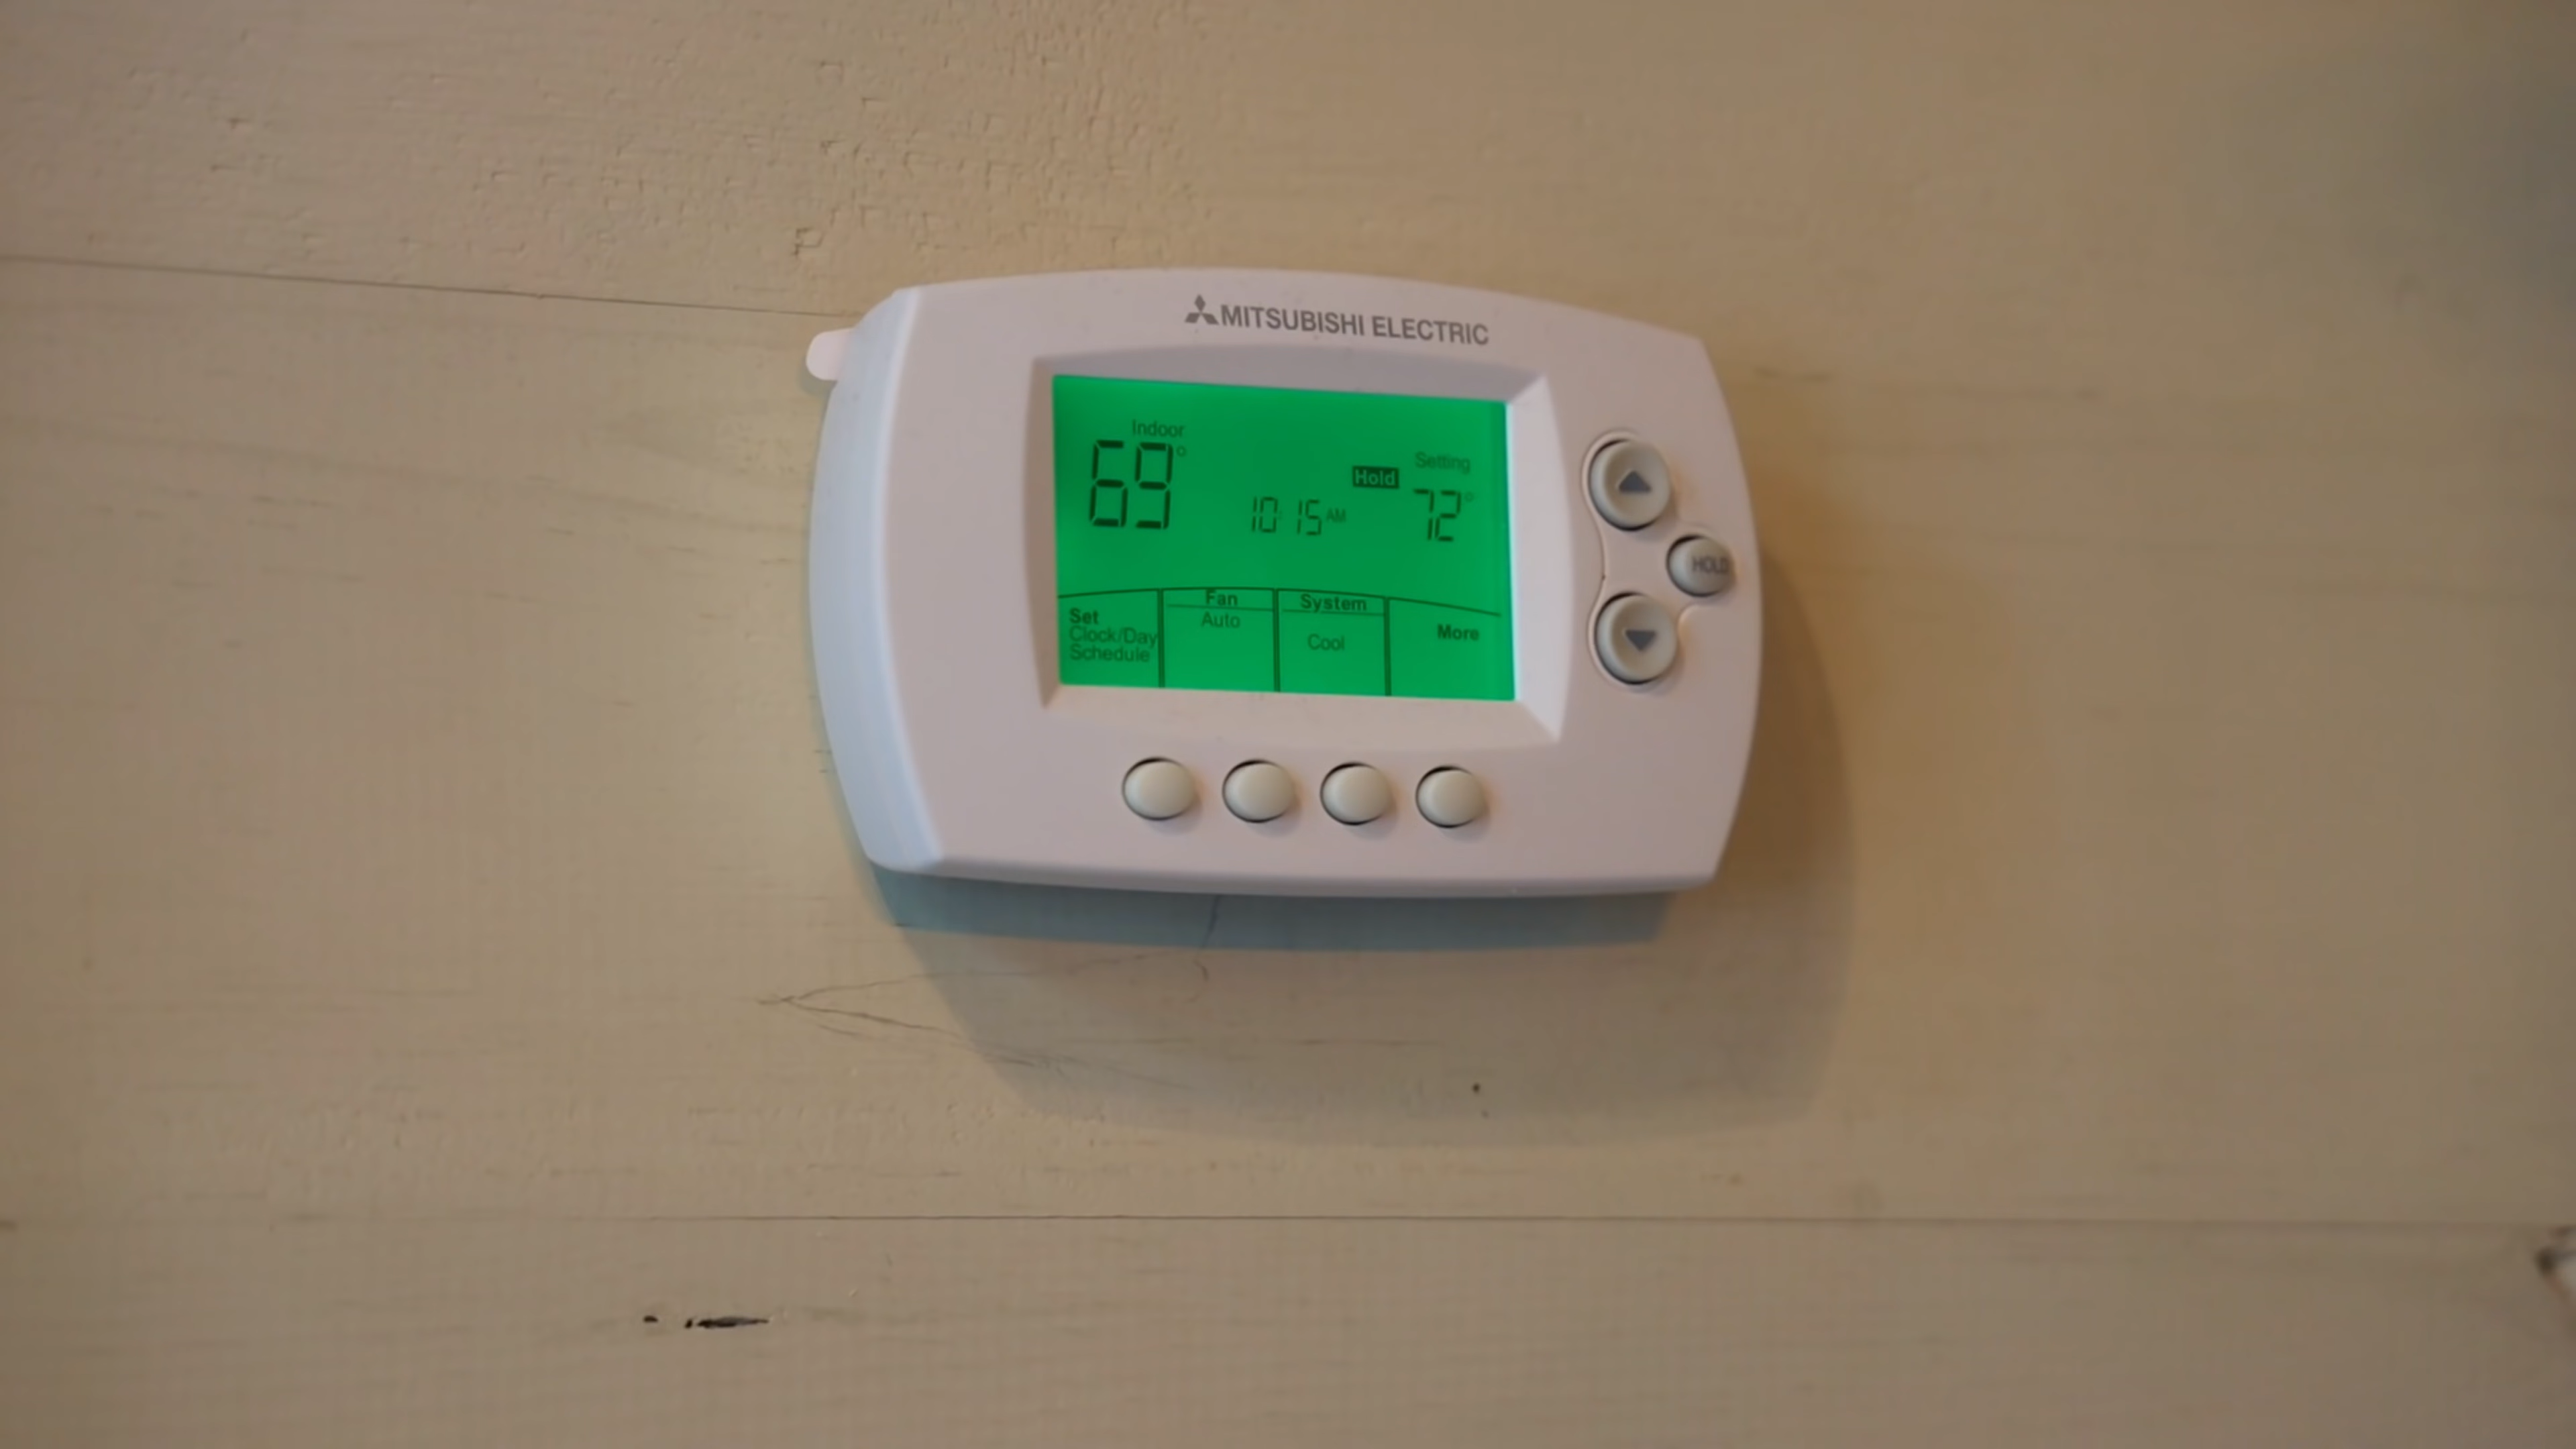 MITSUBISHI ELECTRIC
Indoor
69°
Hold
Setting
10:15 AM
72°
Set
Clock/Day
Schedule
Fan
Auto
System
Cool
More
HOLD